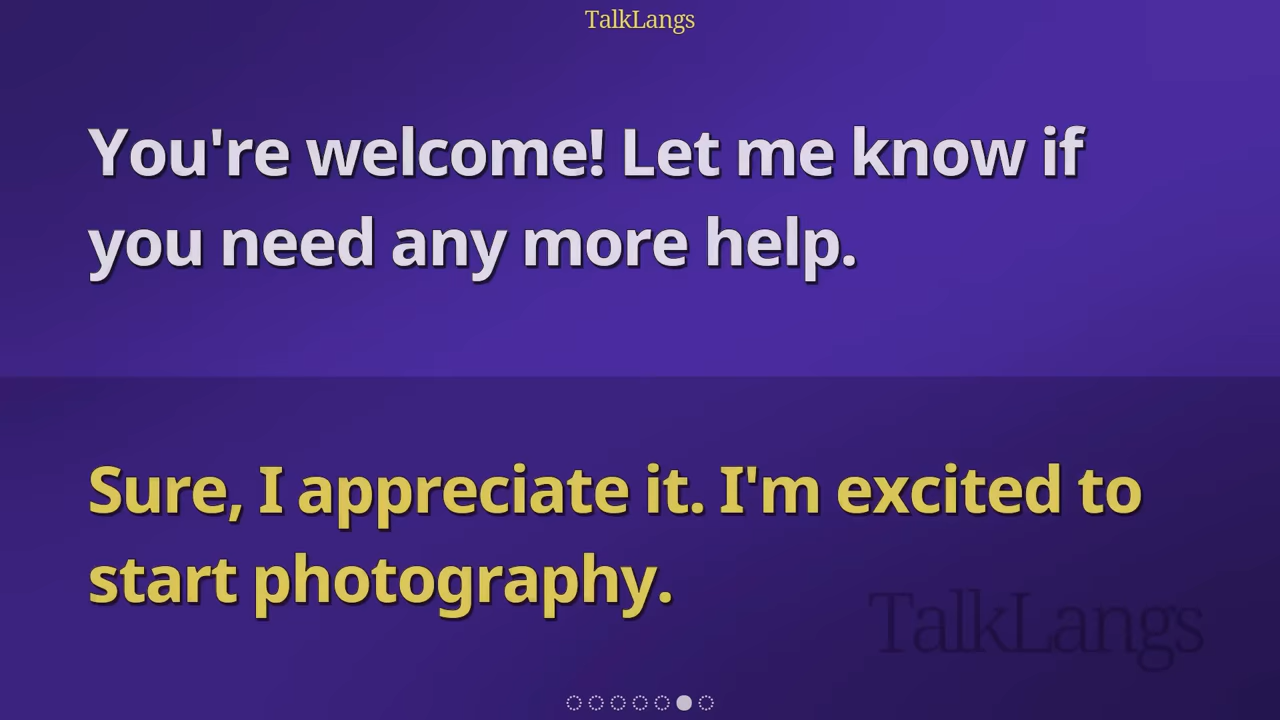 TalkLangs
You're welcome! Let me know if
you need any more help.
Sure, I appreciate it. I'm excited to
start photography.
TalkLangs